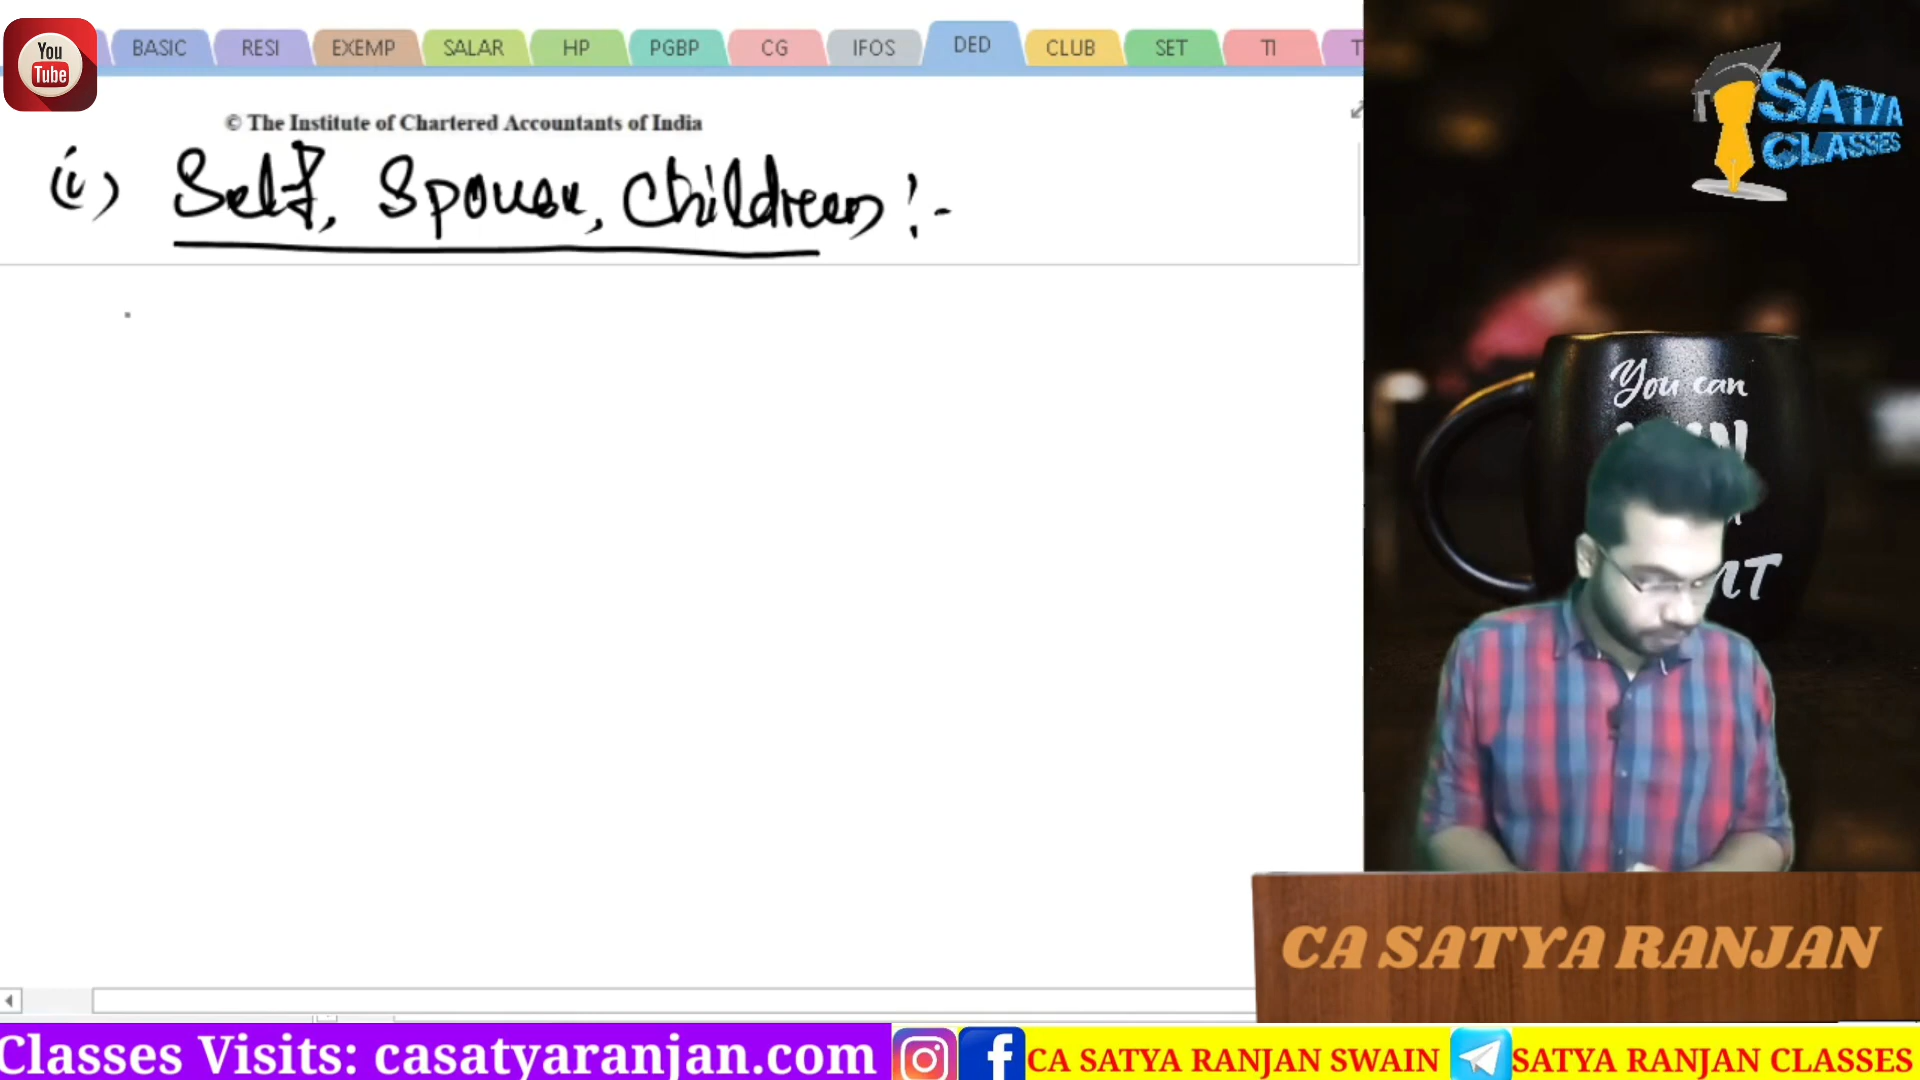 You
Tube
BASIC RESI EXEMP SALAR HP PGBP CG IFOS DED CLUB SET TI T
© The Institute of Chartered Accountants of India
(i) Self, Spouse, Children :-
SATYA
CLASSES
You can
CA SATYA RANJAN
Classes Visits: casatyaranjan.com
CA SATYA RANJAN SWAIN
SATYA RANJAN CLASSES